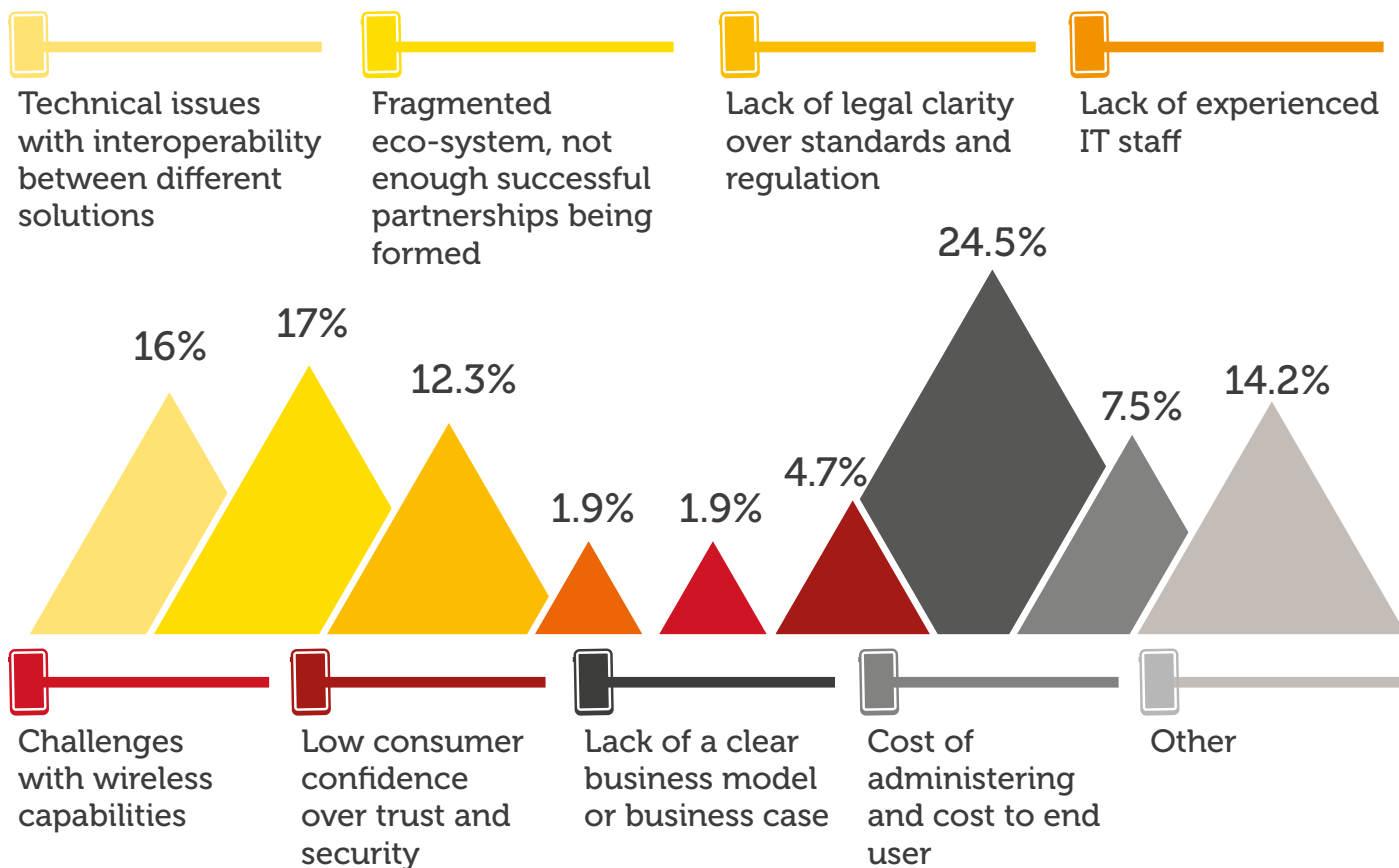 Technical issues
with interoperability
between different
solutions
Fragmented
eco-system, not
enough successful
partnerships being
formed
Lack of legal clarity
over standards and
regulation
Lack of experienced
IT staff
16%
17%
12.3%
1.9%
1.9%
4.7%
24.5%
7.5%
14.2%
Challenges
with wireless
capabilities
Low consumer
confidence
over trust and
security
Lack of a clear
business model
or business case
Cost of
administering
and cost to end
user
Other